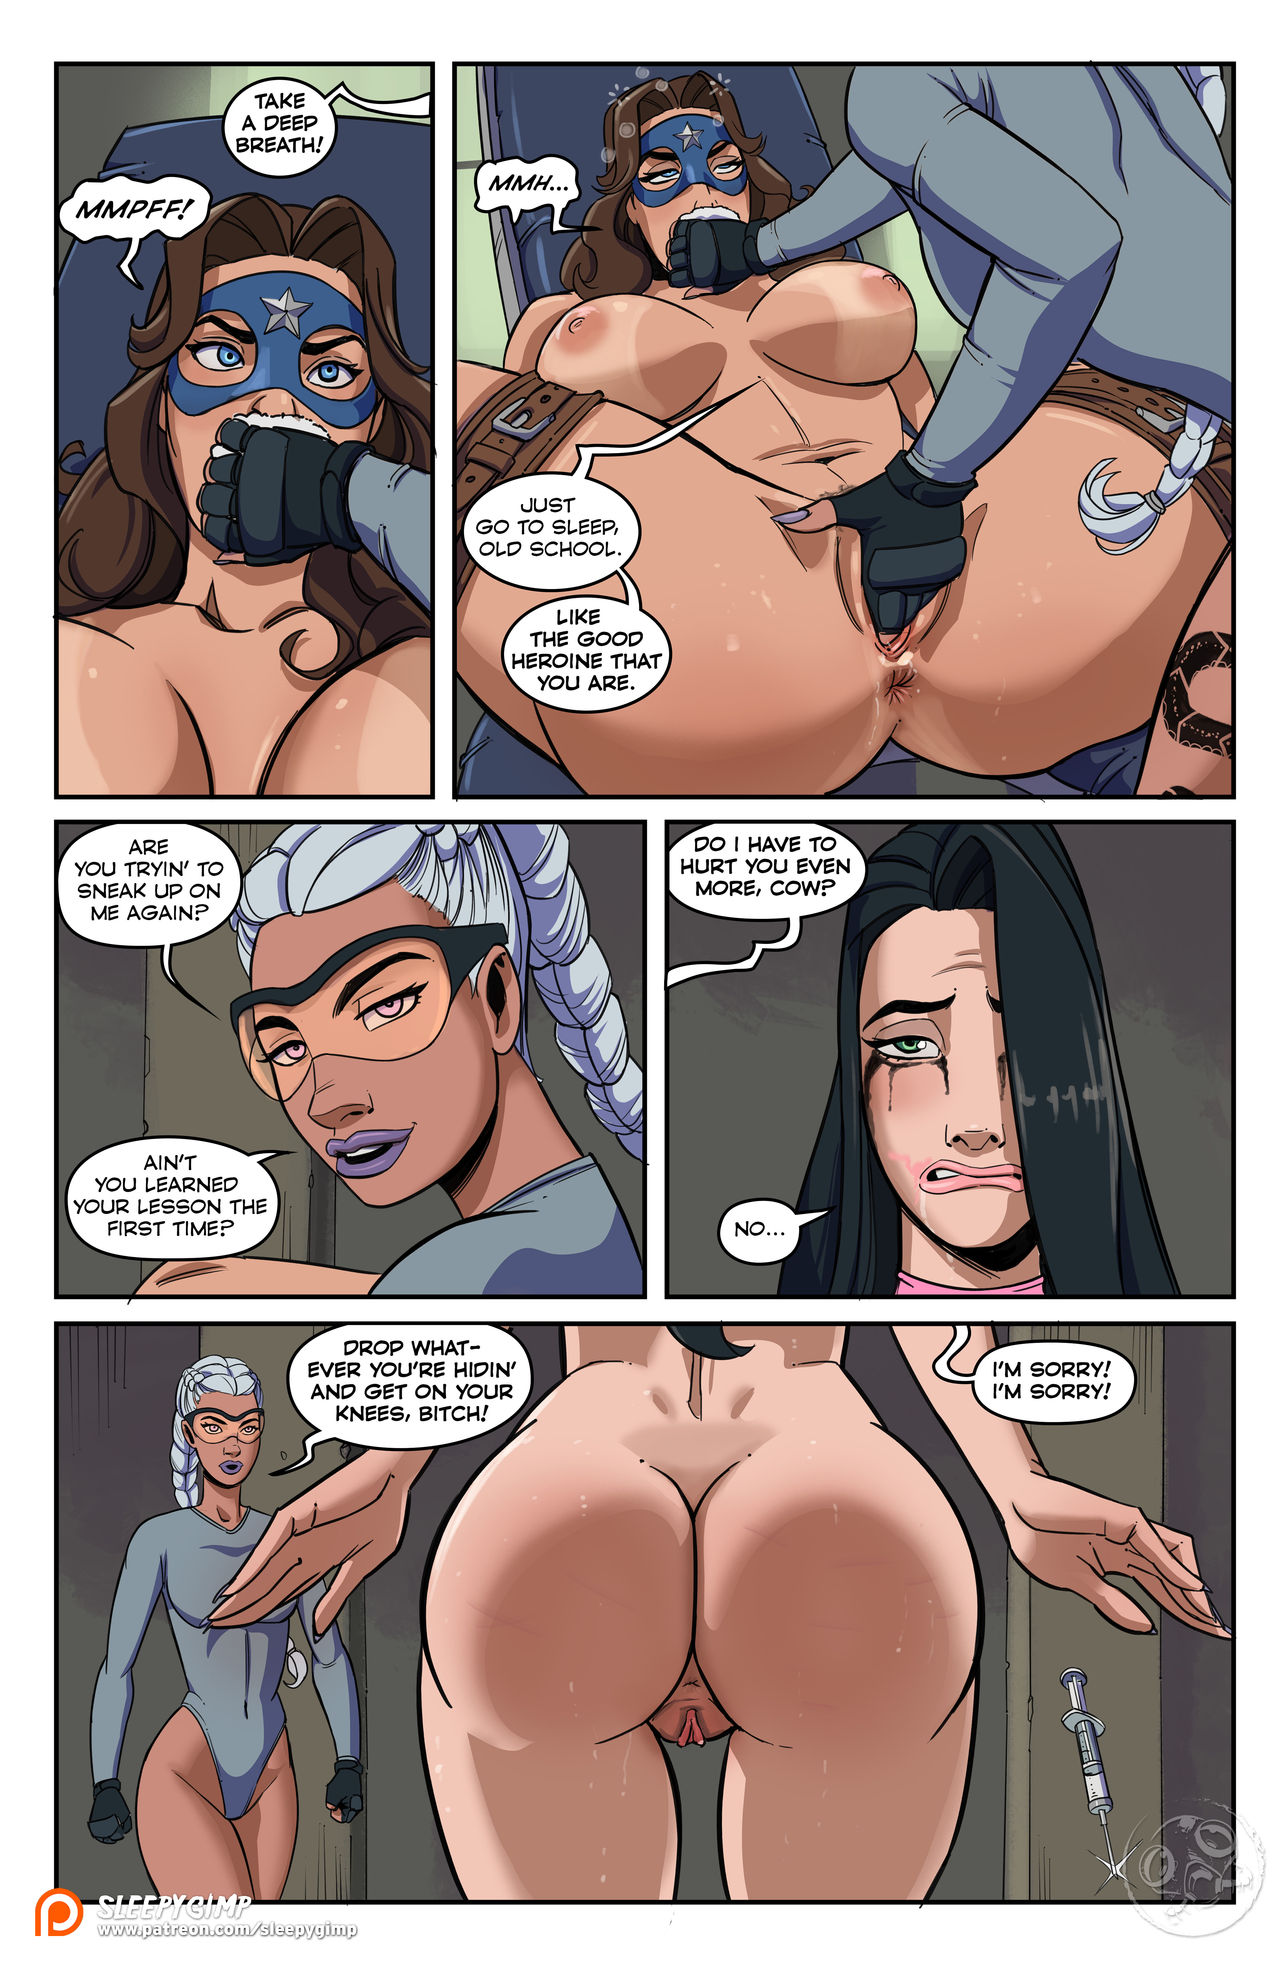 TAKE
A DEEP
BREATH!
MMPFF!
MMH...
JUST
GO TO SLEEP,
OLD SCHOOL.
LIKE
THE GOOD
HEROINE THAT
YOU ARE.
ARE
YOU TRYIN' TO
SNEAK UP ON
ME AGAIN?
AIN'T
YOU LEARNED
YOUR LESSON THE
FIRST TIME?
DO I HAVE TO
HURT YOU EVEN
MORE, COW?
NO...
DROP WHAT-
EVER YOU'RE HIDIN'
AND GET ON YOUR
KNEES, BITCH!
I'M SORRY!
I'M SORRY!
SLEEPYGIMP
www.patreon.com/sleepygimp